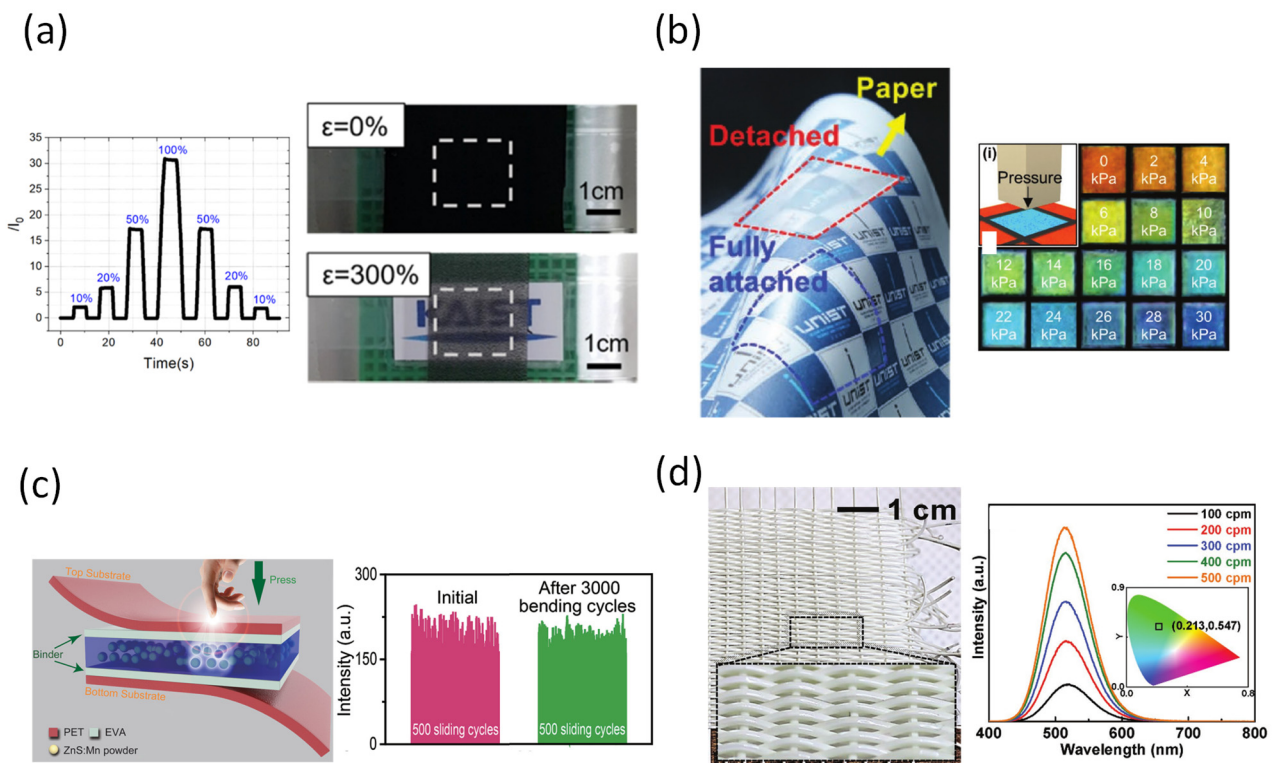 (a)
35
30
25
20
15
10
5
0
/I0
10%
20%
50%
100%
50%
20%
10%
0
20
40
60
80
Time(s)
ε=0%
1cm
ε=300%
KAIST
1cm
(b)
Paper
Detached
Fully
attached
UNIST
UNIST
UNIST
UNIST
(i)
Pressure
0
kPa
2
kPa
4
kPa
6
kPa
8
kPa
10
kPa
12
kPa
14
kPa
16
kPa
18
kPa
20
kPa
22
kPa
24
kPa
26
kPa
28
kPa
30
kPa
(c)
Top Substrate
Press
Binder
Bottom Substrate
PET
EVA
ZnS:Mn powder
300
225
150
75
0
Intensity (a.u.)
Initial
After 3000
bending cycles
500 sliding cycles
500 sliding cycles
(d)
1 cm
Intensity (a.u.)
100 cpm
200 cpm
300 cpm
400 cpm
500 cpm
0.9
Y
0.0
(0.213,0.547)
0.0
X
0.8
400
500
600
700
800
Wavelength (nm)